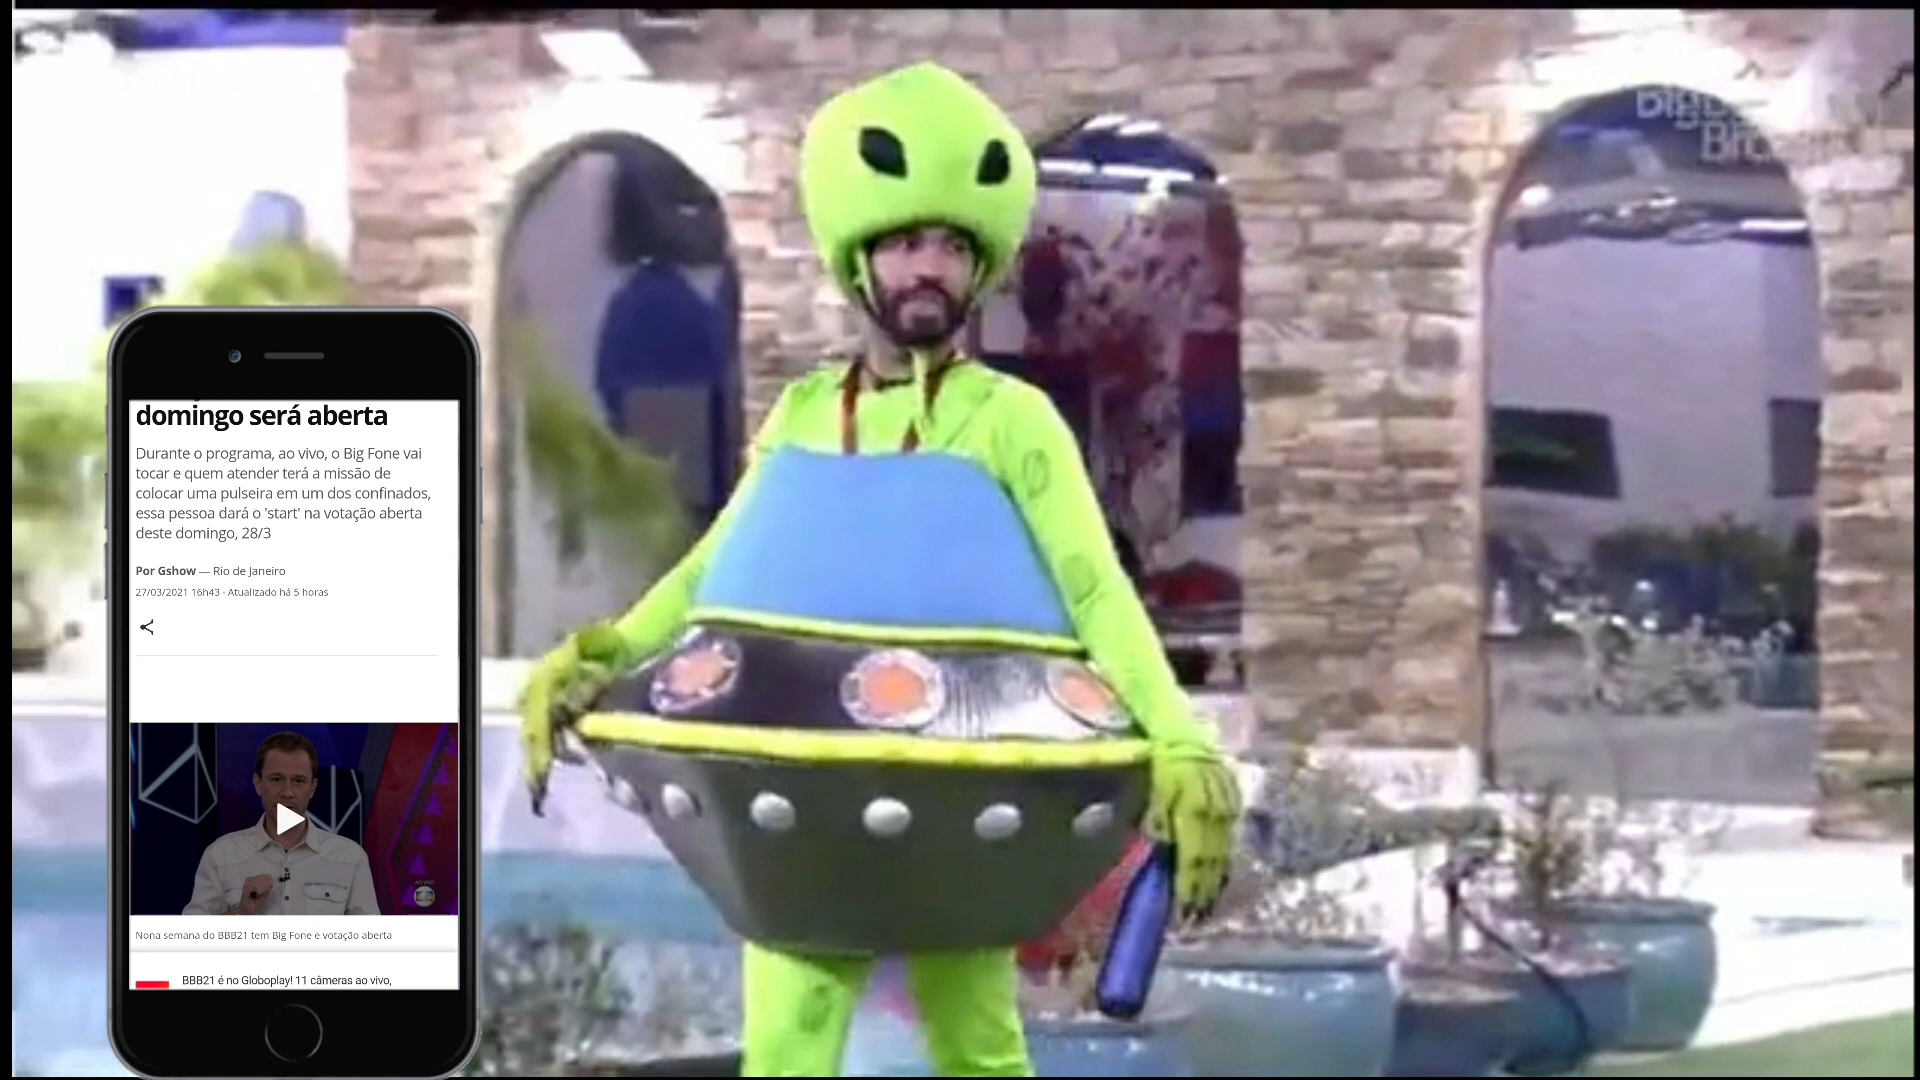 domingo será aberta
Durante o programa, ao vivo, o Big Fone vai
tocar e quem atender terá a missão de
colocar uma pulseira em um dos confinados,
essa pessoa dará o 'start' na votação aberta
deste domingo, 28/3
Por Gshow — Rio de Janeiro
27/03/2021 16h43 · Atualizado há 5 horas
AO VIVO
Nona semana do BBB21 tem Big Fone e votação aberta
BBB21 é no Globoplay! 11 câmeras ao vivo,
Big